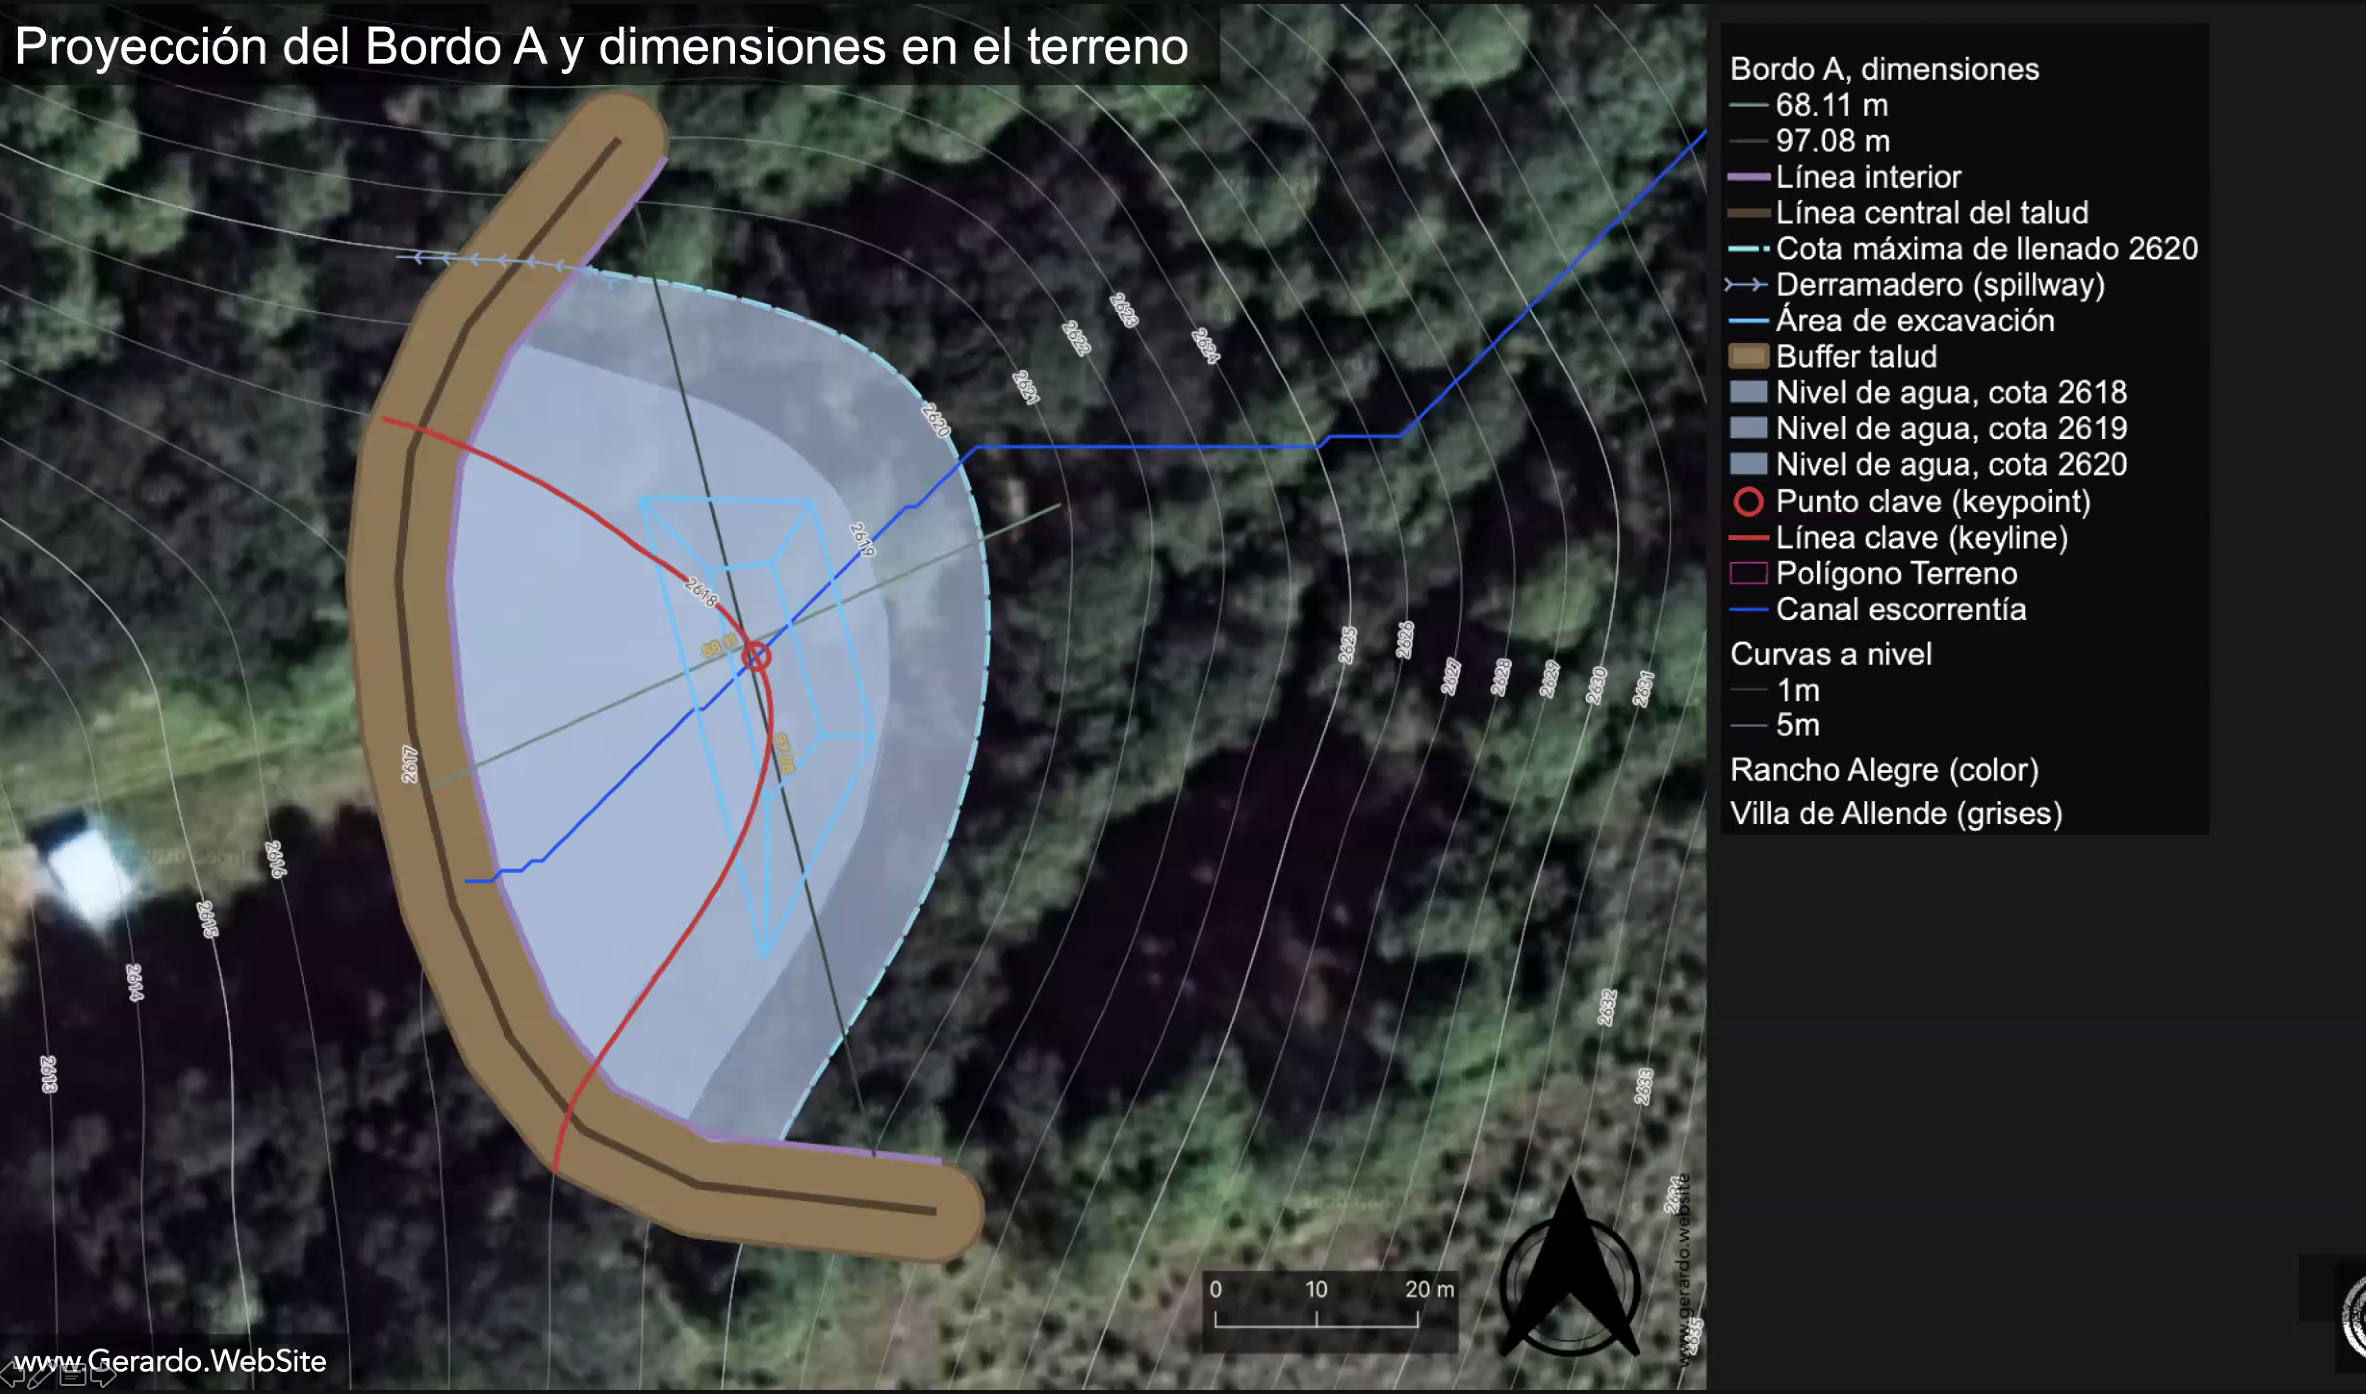 Proyección del Bordo A y dimensiones en el terreno
Bordo A, dimensiones
68.11 m
97.08 m
Línea interior
Línea central del talud
Cota máxima de llenado 2620
Derramadero (spillway)
Área de excavación
Buffer talud
Nivel de agua, cota 2618
Nivel de agua, cota 2619
Nivel de agua, cota 2620
Punto clave (keypoint)
Línea clave (keyline)
Polígono Terreno
Canal escorrentía
Curvas a nivel
1m
5m
Rancho Alegre (color)
Villa de Allende (grises)
2623
2622
2624
2621
2620
2619
2618
68.11
97.08
2617
2616
2615
2614
2613
2625
2626
2627
2628
2629
2630
2631
2632
2633
2634
2635
0 10 20 m
www.gerardo.website
www.Gerardo.WebSite